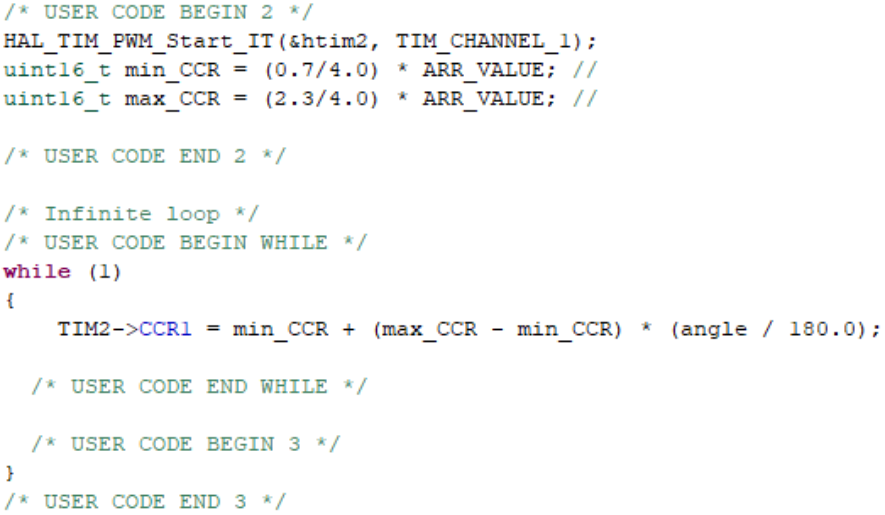 /* USER CODE BEGIN 2 */
HAL_TIM_PWM_Start_IT(&htim2, TIM_CHANNEL_1);
uint16_t min_CCR = (0.7/4.0) * ARR_VALUE; //
uint16_t max_CCR = (2.3/4.0) * ARR_VALUE; //
/* USER CODE END 2 */
/* Infinite loop */
/* USER CODE BEGIN WHILE */
while (1)
{
TIM2->CCR1 = min_CCR + (max_CCR - min_CCR) * (angle / 180.0);
/* USER CODE END WHILE */
/* USER CODE BEGIN 3 */
}
/* USER CODE END 3 */